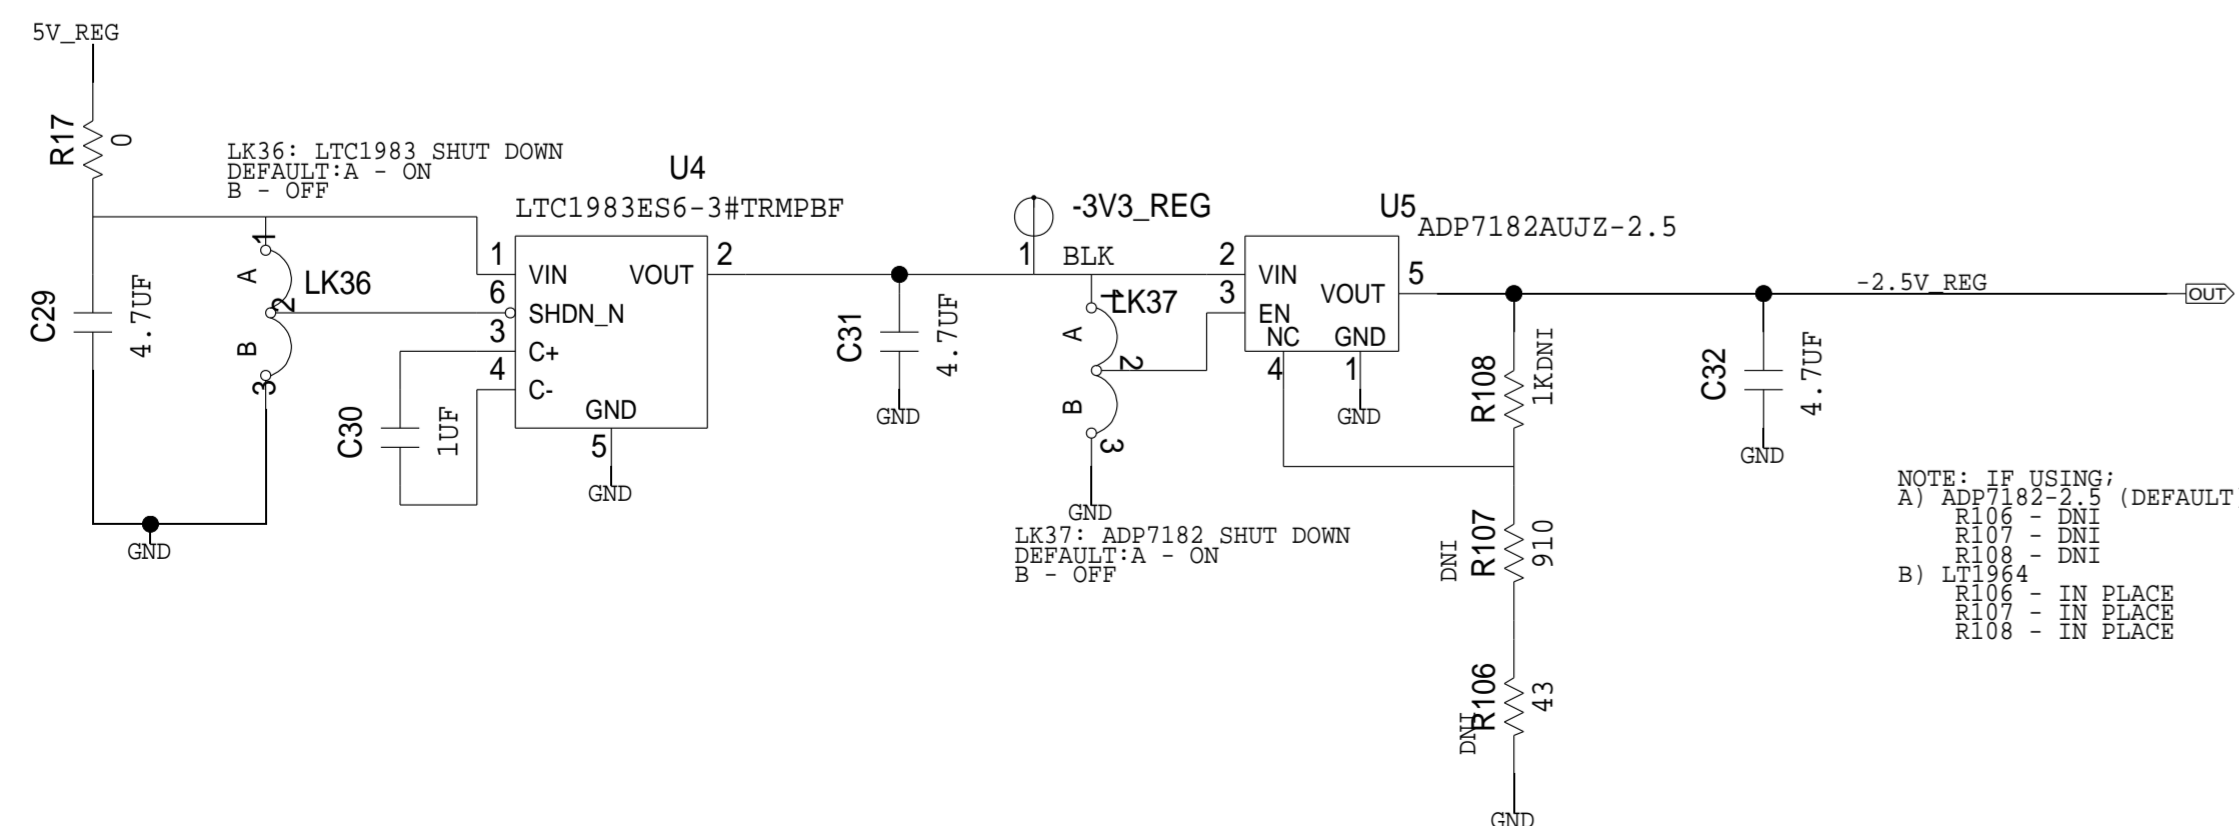 5V_REG
R17
0
LK36: LTC1983 SHUT DOWN
DEFAULT:A - ON
B - OFF
C29
4.7UF
1
A
2
LK36
B
3
GND
U4
LTC1983ES6-3#TRMPBF
1
VIN
VOUT
2
6
SHDN_N
3
C+
4
C-
GND
5
GND
C30
1UF
C31
4.7UF
GND
-3V3_REG
1
BLK
1
LK37
A
2
B
3
GND
LK37: ADP7182 SHUT DOWN
DEFAULT:A - ON
B - OFF
U5
ADP7182AUJZ-2.5
2
VIN
3
EN
VOUT
5
NC
GND
4
1
GND
R108
1KDNI
DNI
R107
910
DNI
R106
43
GND
-2.5V_REG
OUT
C32
4.7UF
GND
NOTE: IF USING;
A) ADP7182-2.5 (DEFAULT
R106 - DNI
R107 - DNI
R108 - DNI
B) LT1964
R106 - IN PLACE
R107 - IN PLACE
R108 - IN PLACE